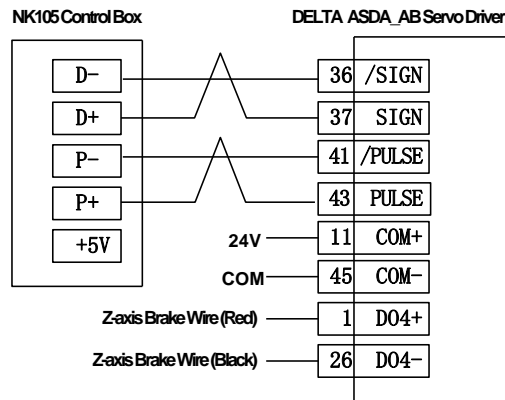 NK105 Control Box DELTA ASDA_AB Servo Driver
D- 36 /SIGN
D+ 37 SIGN
P- 41 /PULSE
P+ 43 PULSE
+5V 24V 11 COM+
COM 45 COM-
Z-axis Brake Wire (Red) 1 DO4+
Z-axis Brake Wire (Black) 26 DO4-